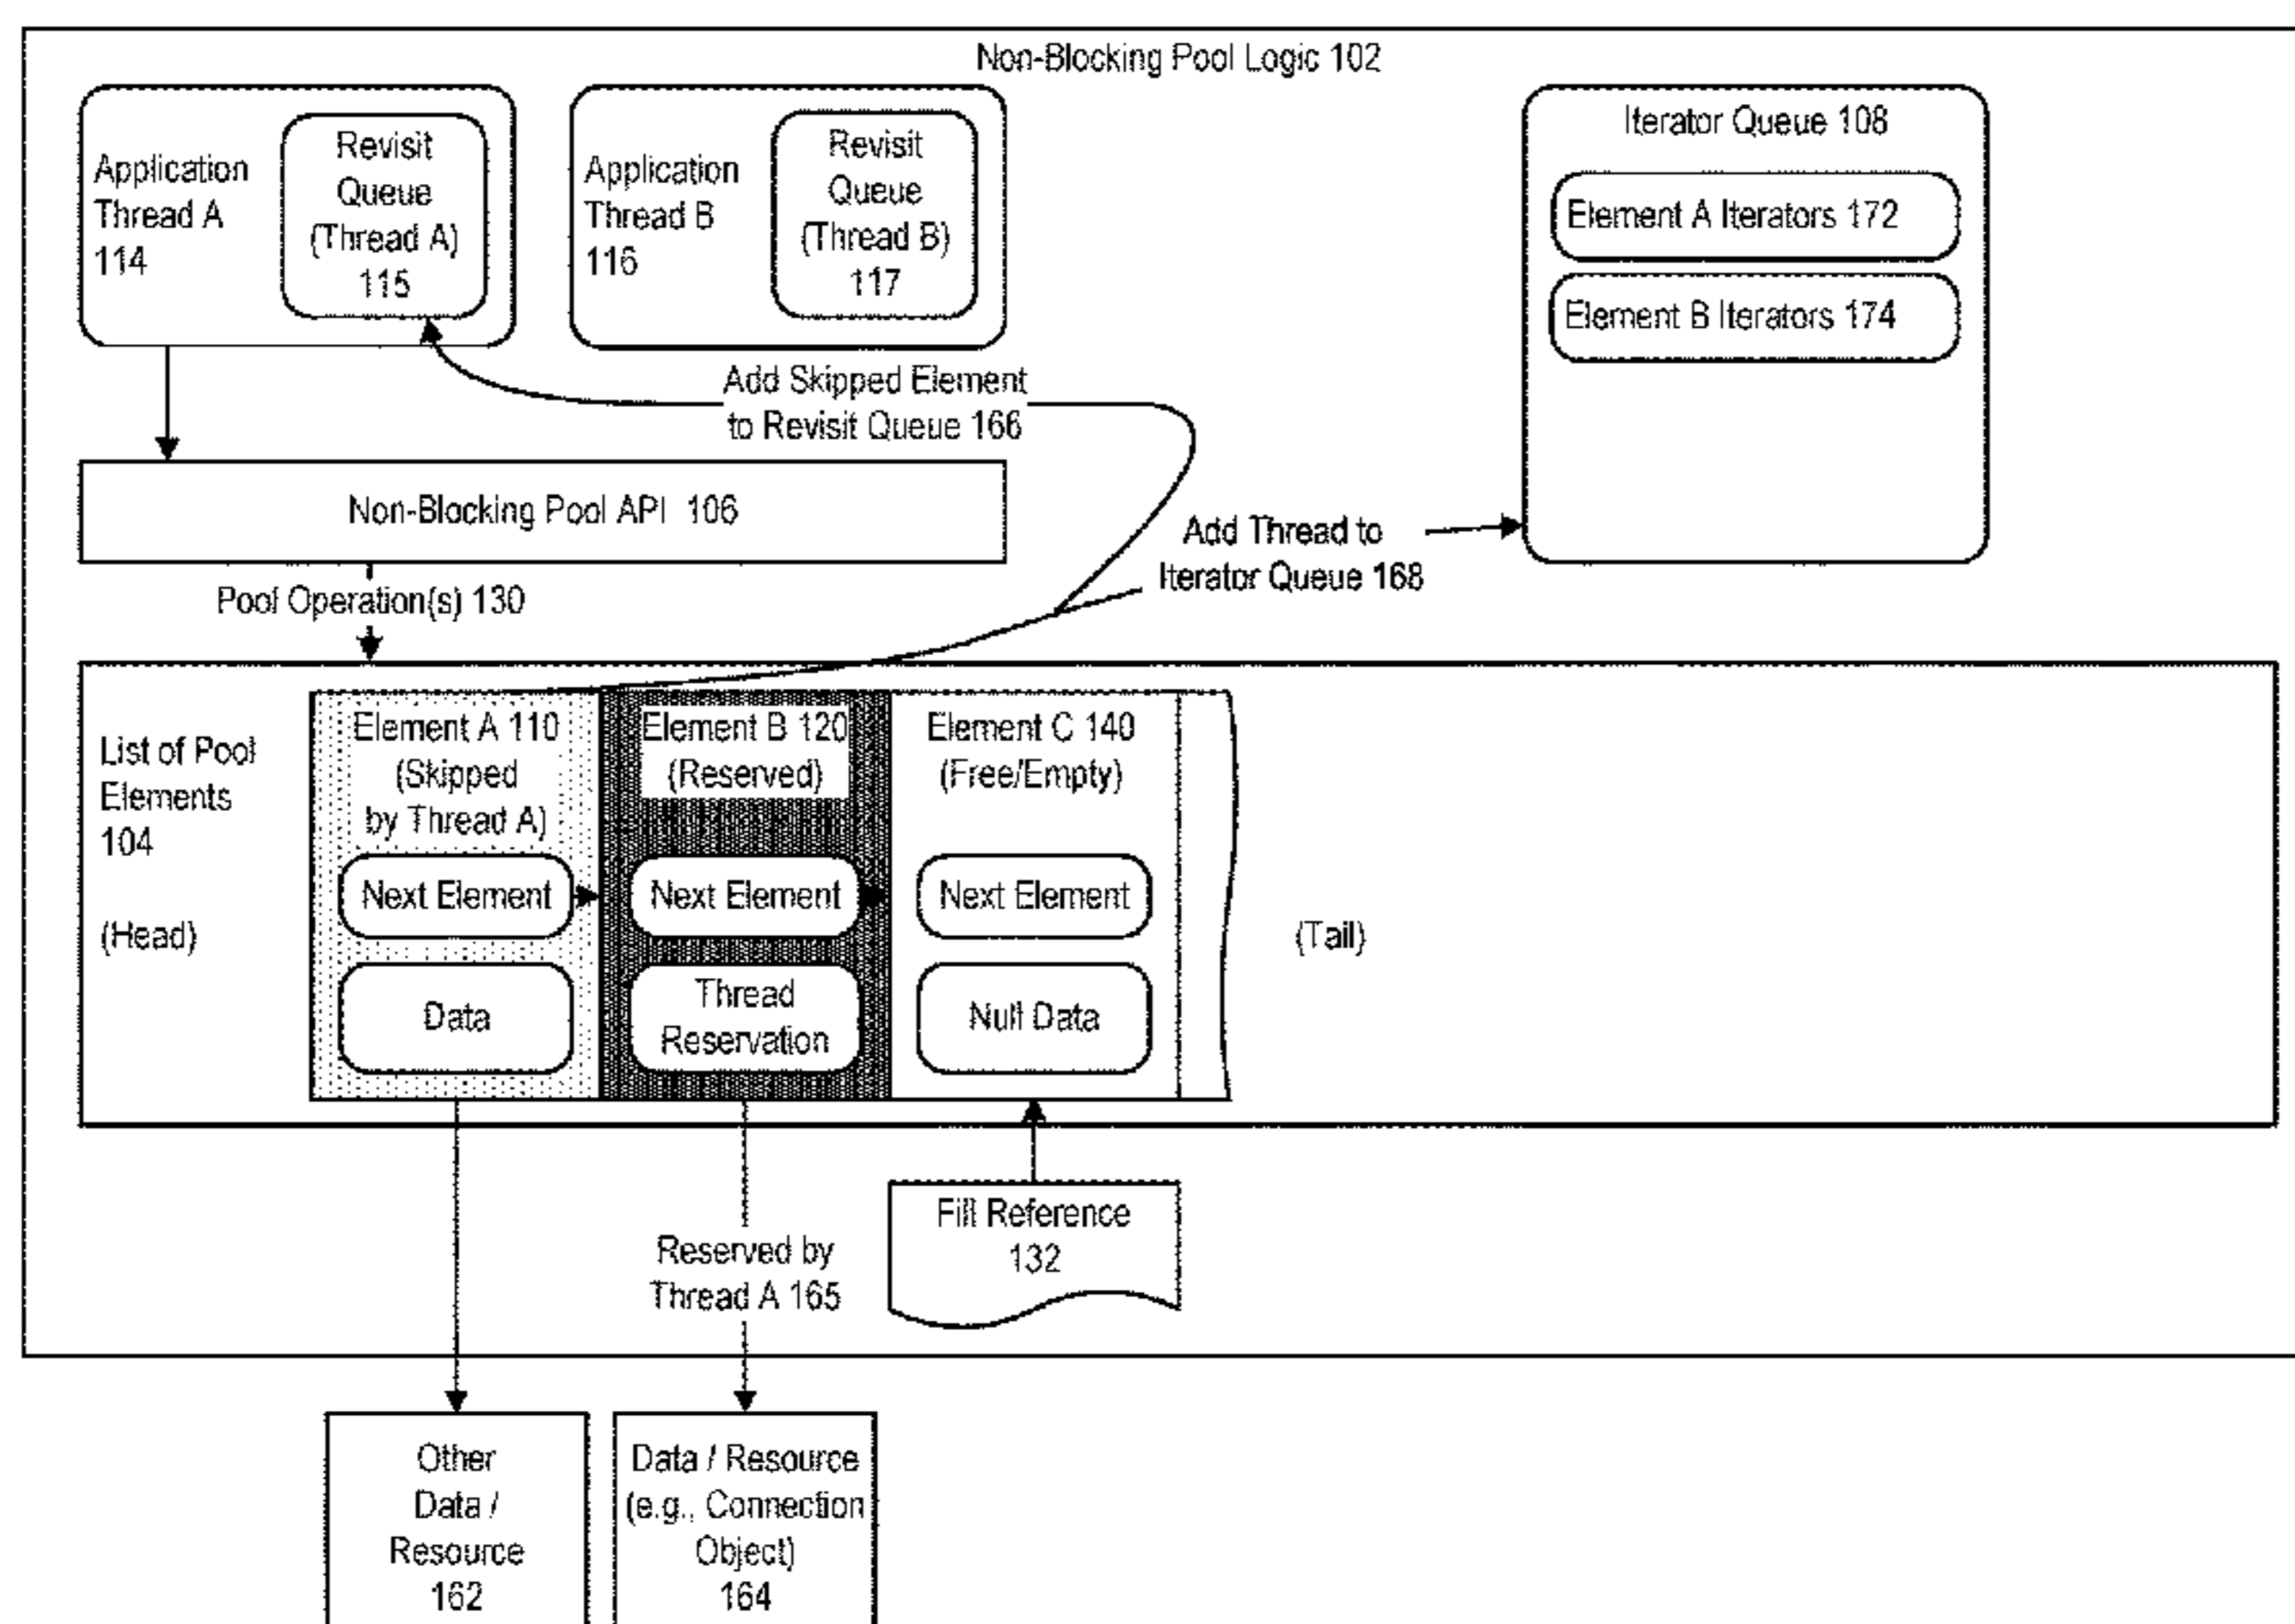 Non-Blocking Pool Logic 102
Application
Thread A
114
Revisit
Queue
(Thread A)
115
Application
Thread B
116
Revisit
Queue
(Thread B)
117
Iterator Queue 108
Element A Iterators 172
Element B Iterators 174
Add Skipped Element
to Revisit Queue 166
Non-Blocking Pool API 106
Add Thread to
Iterator Queue 168
Pool Operation(s) 130
List of Pool
Elements
104
(Head)
Element A 110
(Skipped
by Thread A)
Next Element
Data
Element B 120
(Reserved)
Next Element
Thread
Reservation
Element C 140
(Free/Empty)
Next Element
Null Data
(Tail)
Reserved by
Thread A 165
Fill Reference
132
Other
Data /
Resource
162
Data / Resource
(e.g., Connection
Object)
164